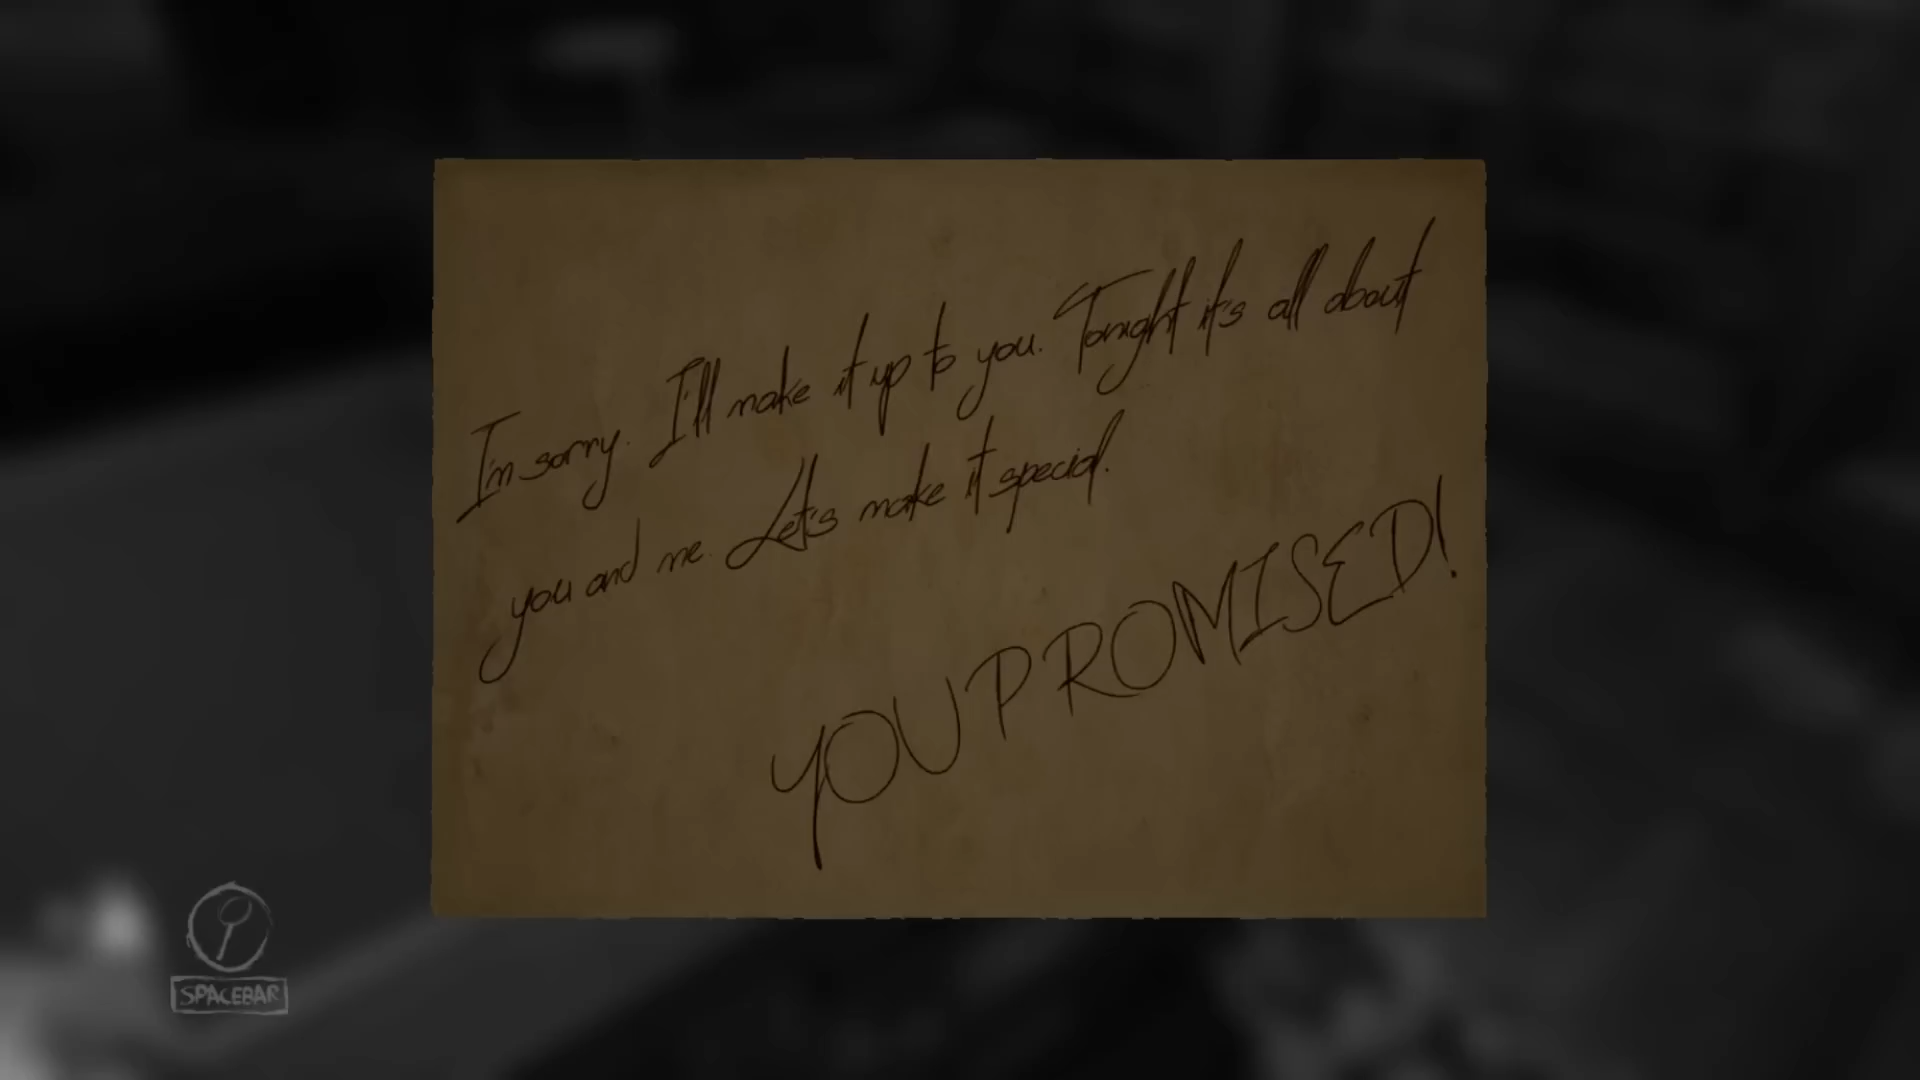 I'm sorry. I'll make it up to you. Tonight it's all about
you and me. Let's make it special.
YOU PROMISED!
SPACEBAR